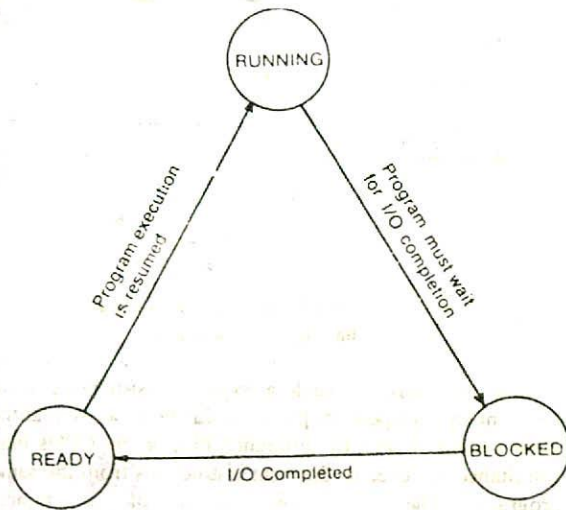 RUNNING
Program execution
is resumed
Program must wait
for I/O completion
READY
I/O Completed
BLOCKED